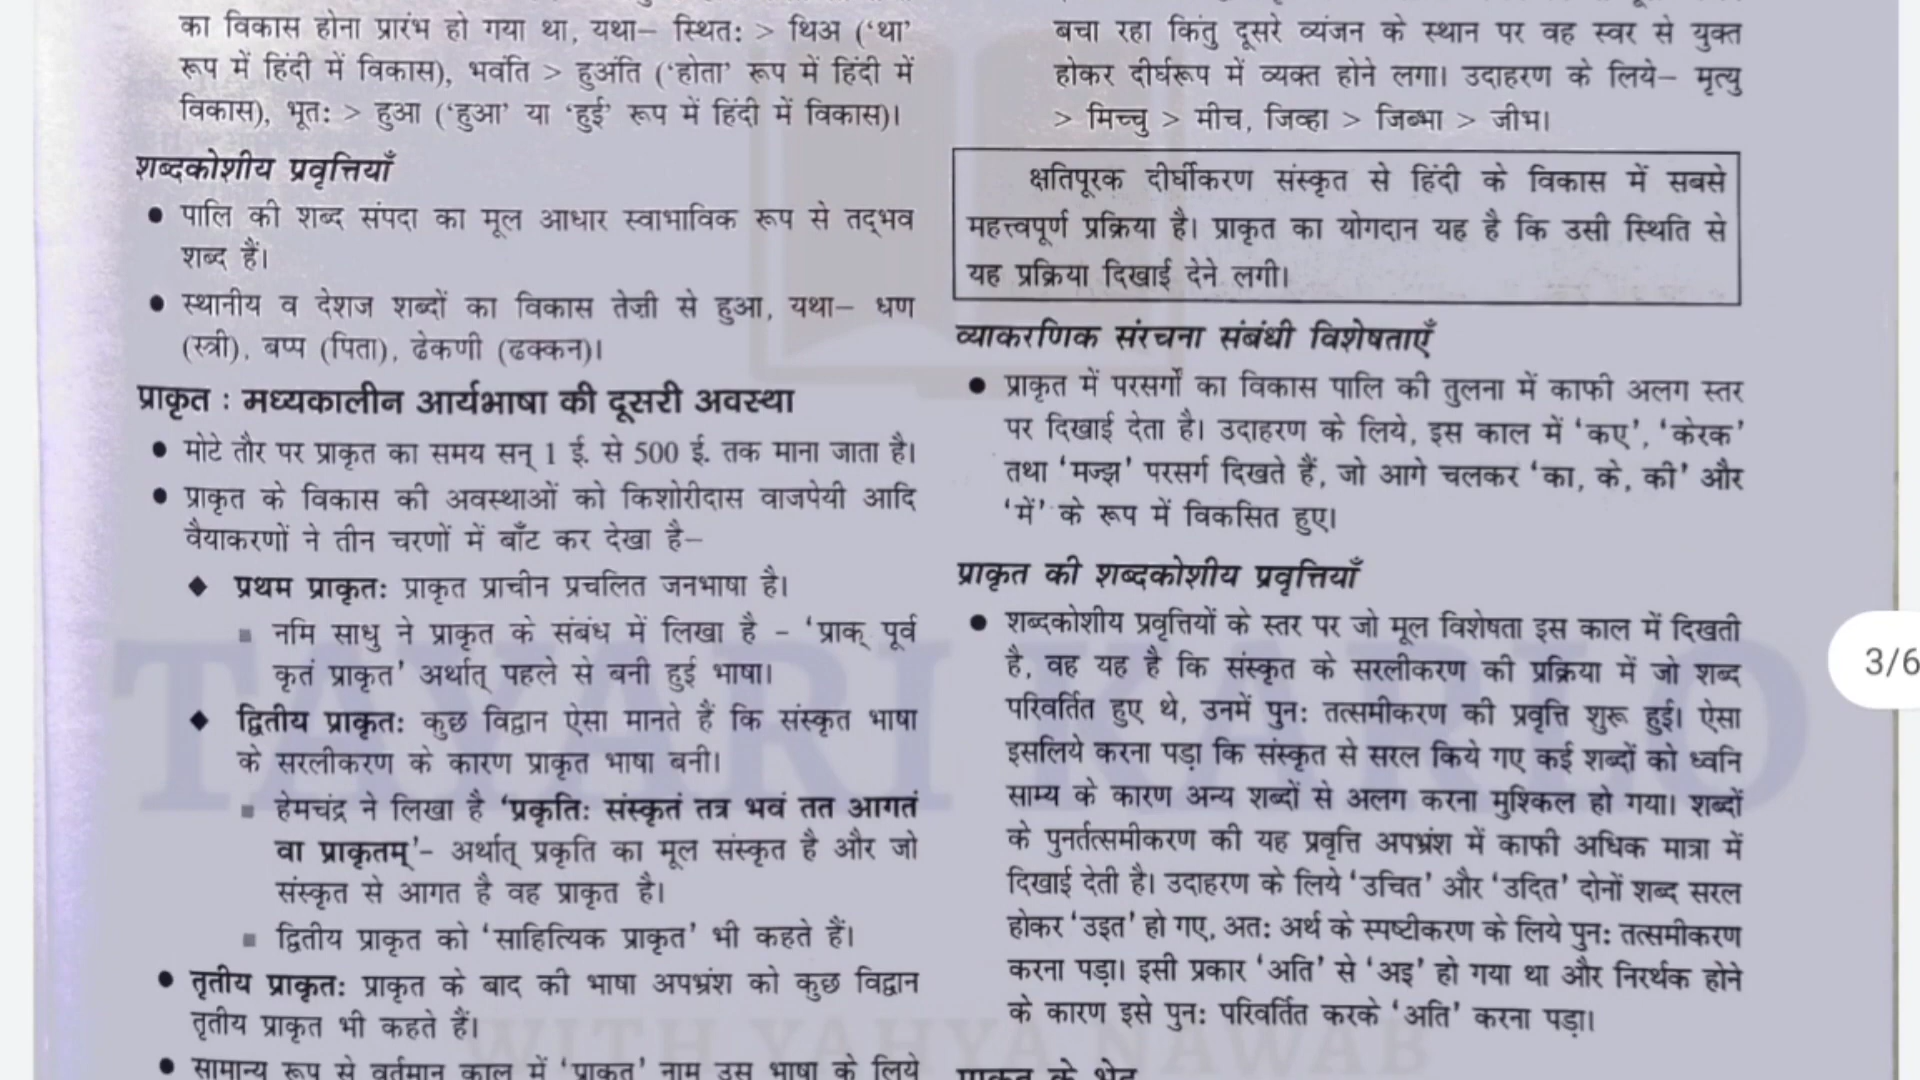 का विकास होना प्रारंभ हो गया था, यथा– स्थितः > थिअ (‘था’
रूप में हिंदी में विकास), भवंति > हुअंति (‘होता’ रूप में हिंदी में
विकास), भूतः > हुआ (‘हुआ’ या ‘हुई’ रूप में हिंदी में विकास)।
शब्दकोशीय प्रवृत्तियाँ
● पालि की शब्द संपदा का मूल आधार स्वाभाविक रूप से तद्‌भव
शब्द हैं।
● स्थानीय व देशज शब्दों का विकास तेज़ी से हुआ, यथा– धण
(स्त्री), बप्प (पिता), ढेकणी (ढक्कन)।
प्राकृत : मध्यकालीन आर्यभाषा की दूसरी अवस्था
● मोटे तौर पर प्राकृत का समय सन् 1 ई. से 500 ई. तक माना जाता है।
● प्राकृत के विकास की अवस्थाओं को किशोरीदास वाजपेयी आदि
वैयाकरणों ने तीन चरणों में बाँट कर देखा है–
◆ प्रथम प्राकृतः प्राकृत प्राचीन प्रचलित जनभाषा है।
■ नमि साधु ने प्राकृत के संबंध में लिखा है – ‘प्राक् पूर्व
कृतं प्राकृत’ अर्थात् पहले से बनी हुई भाषा।
◆ द्वितीय प्राकृतः कुछ विद्वान ऐसा मानते हैं कि संस्कृत भाषा
के सरलीकरण के कारण प्राकृत भाषा बनी।
■ हेमचंद्र ने लिखा है ‘प्रकृतिः संस्कृतं तत्र भवं तत आगतं
वा प्राकृतम्’– अर्थात् प्रकृति का मूल संस्कृत है और जो
संस्कृत से आगत है वह प्राकृत है।
■ द्वितीय प्राकृत को ‘साहित्यिक प्राकृत’ भी कहते हैं।
● तृतीय प्राकृतः प्राकृत के बाद की भाषा अपभ्रंश को कुछ विद्वान
तृतीय प्राकृत भी कहते हैं।
● सामान्य रूप से वर्तमान काल में ‘प्राकृत’ नाम उस भाषा के लिये
बचा रहा किंतु दूसरे व्यंजन के स्थान पर वह स्वर से युक्त
होकर दीर्घरूप में व्यक्त होने लगा। उदाहरण के लिये– मृत्यु
> मिच्चु > मीच, जिव्हा > जिब्भा > जीभ।
क्षतिपूरक दीर्घीकरण संस्कृत से हिंदी के विकास में सबसे
महत्त्वपूर्ण प्रक्रिया है। प्राकृत का योगदान यह है कि उसी स्थिति से
यह प्रक्रिया दिखाई देने लगी।
व्याकरणिक संरचना संबंधी विशेषताएँ
● प्राकृत में परसर्गों का विकास पालि की तुलना में काफी अलग स्तर
पर दिखाई देता है। उदाहरण के लिये, इस काल में ‘कए’, ‘केरक’
तथा ‘मज्झ’ परसर्ग दिखते हैं, जो आगे चलकर ‘का, के, की’ और
‘में’ के रूप में विकसित हुए।
प्राकृत की शब्दकोशीय प्रवृत्तियाँ
● शब्दकोशीय प्रवृत्तियों के स्तर पर जो मूल विशेषता इस काल में दिखती
है, वह यह है कि संस्कृत के सरलीकरण की प्रक्रिया में जो शब्द
परिवर्तित हुए थे, उनमें पुनः तत्समीकरण की प्रवृत्ति शुरू हुई। ऐसा
इसलिये करना पड़ा कि संस्कृत से सरल किये गए कई शब्दों को ध्वनि
साम्य के कारण अन्य शब्दों से अलग करना मुश्किल हो गया। शब्दों
के पुनर्तत्समीकरण की यह प्रवृत्ति अपभ्रंश में काफी अधिक मात्रा में
दिखाई देती है। उदाहरण के लिये ‘उचित’ और ‘उदित’ दोनों शब्द सरल
होकर ‘उइत’ हो गए, अतः अर्थ के स्पष्टीकरण के लिये पुनः तत्समीकरण
करना पड़ा। इसी प्रकार ‘अति’ से ‘अइ’ हो गया था और निरर्थक होने
के कारण इसे पुनः परिवर्तित करके ‘अति’ करना पड़ा।
प्राकृत के भेद
3/6
TAYARI KARLO
WITH YAHYA NAWAB